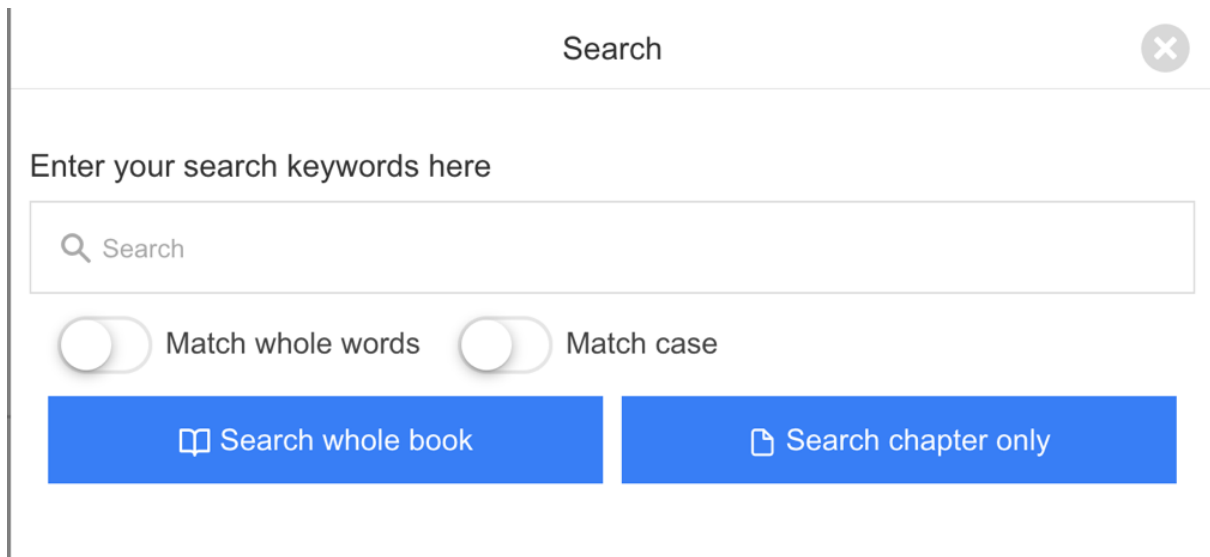 Search
Enter your search keywords here
Search
Match whole words Match case
Search whole book Search chapter only